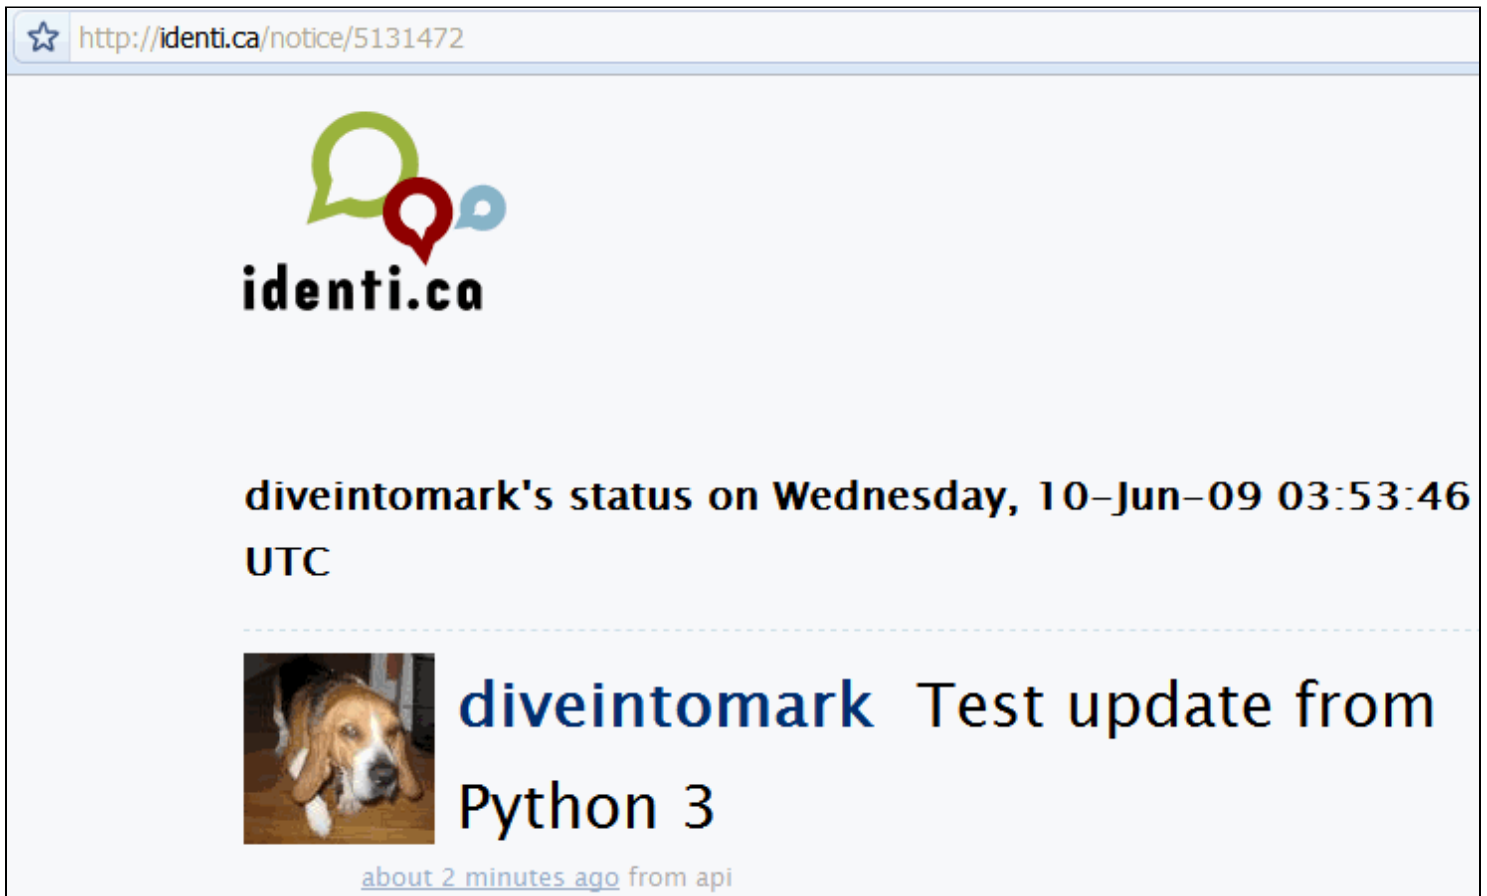 http://identi.ca/notice/5131472
identi.ca
diveintomark's status on Wednesday, 10-Jun-09 03:53:46
UTC
diveintomark Test update from
Python 3
about 2 minutes ago from api